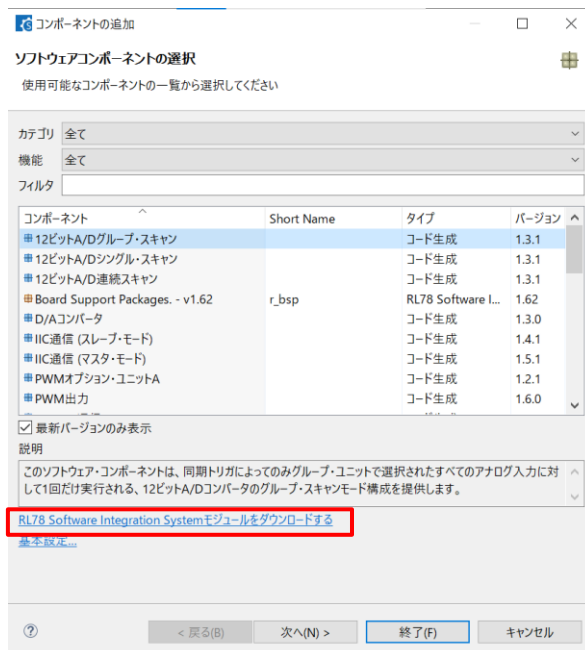 コンポーネントの追加
ソフトウェアコンポーネントの選択
使用可能なコンポーネントの一覧から選択してください
カテゴリ 全て
機能 全て
フィルタ
コンポーネント Short Name タイプ バージョン
12ビットA/Dグループ・スキャン コード生成 1.3.1
12ビットA/Dシングル・スキャン コード生成 1.3.1
12ビットA/D連続スキャン コード生成 1.3.1
Board Support Packages. - v1.62 r_bsp RL78 Software I... 1.62
D/Aコンバータ コード生成 1.3.0
IIC通信 (スレーブ・モード) コード生成 1.4.1
IIC通信 (マスタ・モード) コード生成 1.5.1
PWMオプション・ユニットA コード生成 1.2.1
PWM出力 コード生成 1.6.0
最新バージョンのみ表示
説明
このソフトウェア・コンポーネントは、同期トリガによってのみグループ・ユニットで選択されたすべてのアナログ入力に対
して1回だけ実行される、12ビットA/Dコンバータのグループ・スキャンモード構成を提供します。
RL78 Software Integration Systemモジュールをダウンロードする
基本設定...
< 戻る(B) 次へ(N) > 終了(F) キャンセル